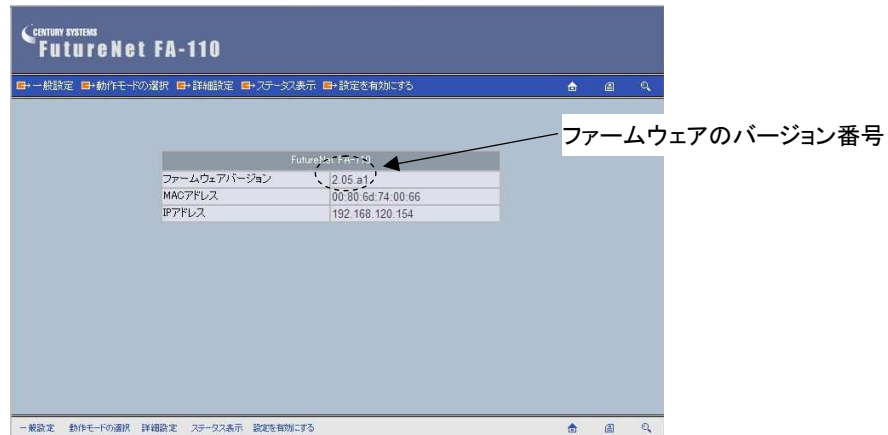 CENTURY SYSTEMS
FutureNet FA-110
一般設定 動作モードの選択 詳細設定 ステータス表示 設定を有効にする
ファームウェアのバージョン番号
FutureNet FA-110
ファームウェアバージョン 2.05.a1
MACアドレス 00:80:6d:74:00:66
IPアドレス 192.168.120.154
一般設定 動作モードの選択 詳細設定 ステータス表示 設定を有効にする